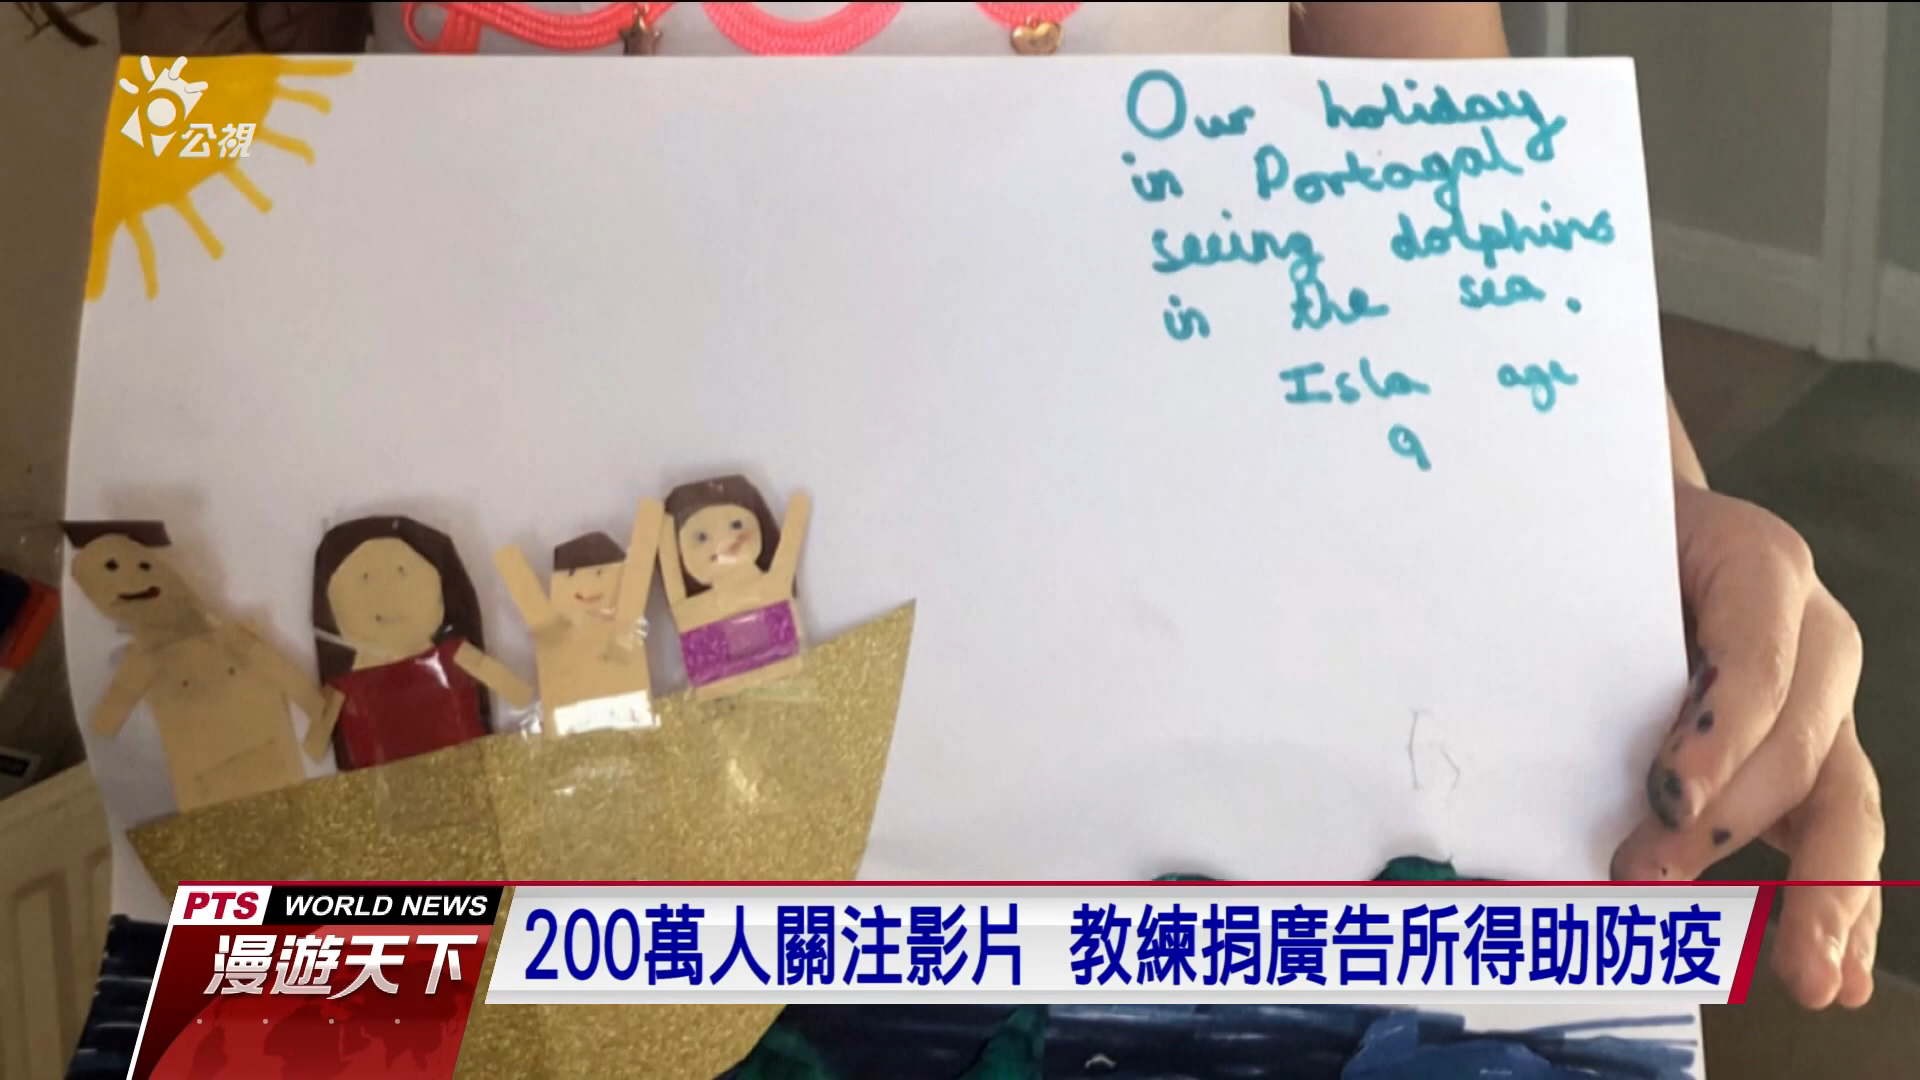 公視
Our holiday
in Portagal
seeing dolphins
in the sea.
Isla age
9
PTS WORLD NEWS
漫遊天下
200萬人關注影片 教練捐廣告所得助防疫